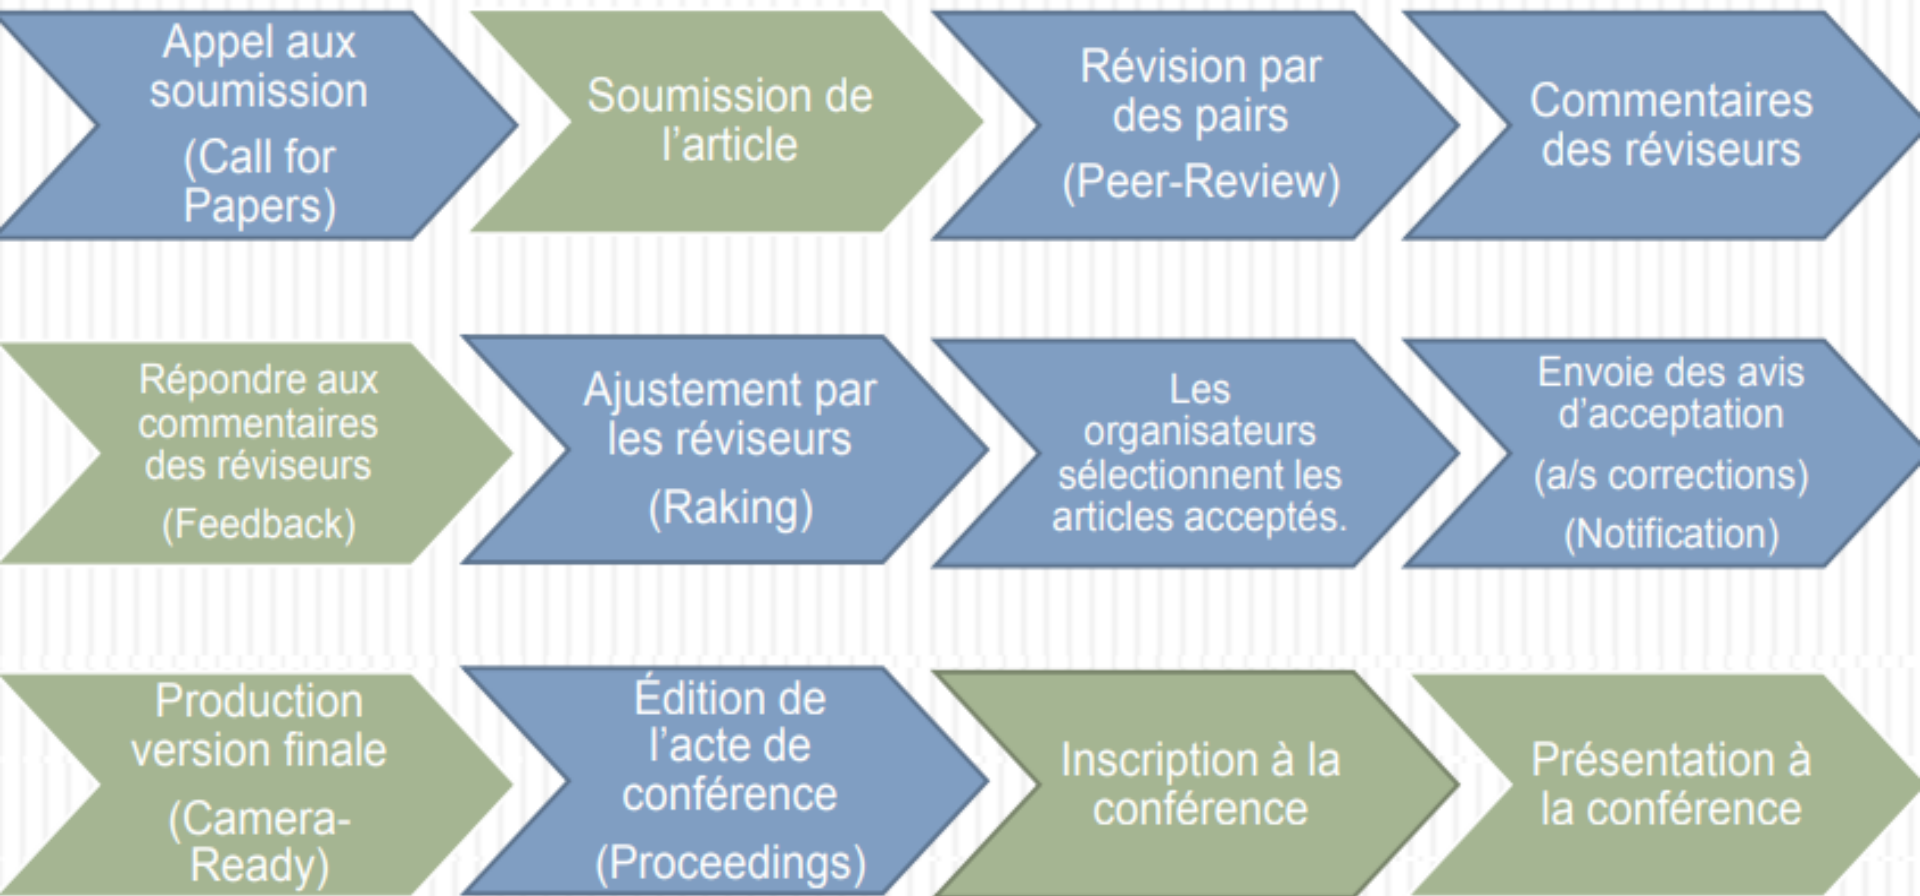 Appel aux
soumission
(Call for
Papers)
Soumission de
l'article
Révision par
des pairs
(Peer-Review)
Commentaires
des réviseurs
Répondre aux
commentaires
des réviseurs
(Feedback)
Ajustement par
les réviseurs
(Raking)
Les
organisateurs
sélectionnent les
articles acceptés.
Envoie des avis
d'acceptation
(a/s corrections)
(Notification)
Production
version finale
(Camera-
Ready)
Édition de
l'acte de
conférence
(Proceedings)
Inscription à la
conférence
Présentation à
la conférence